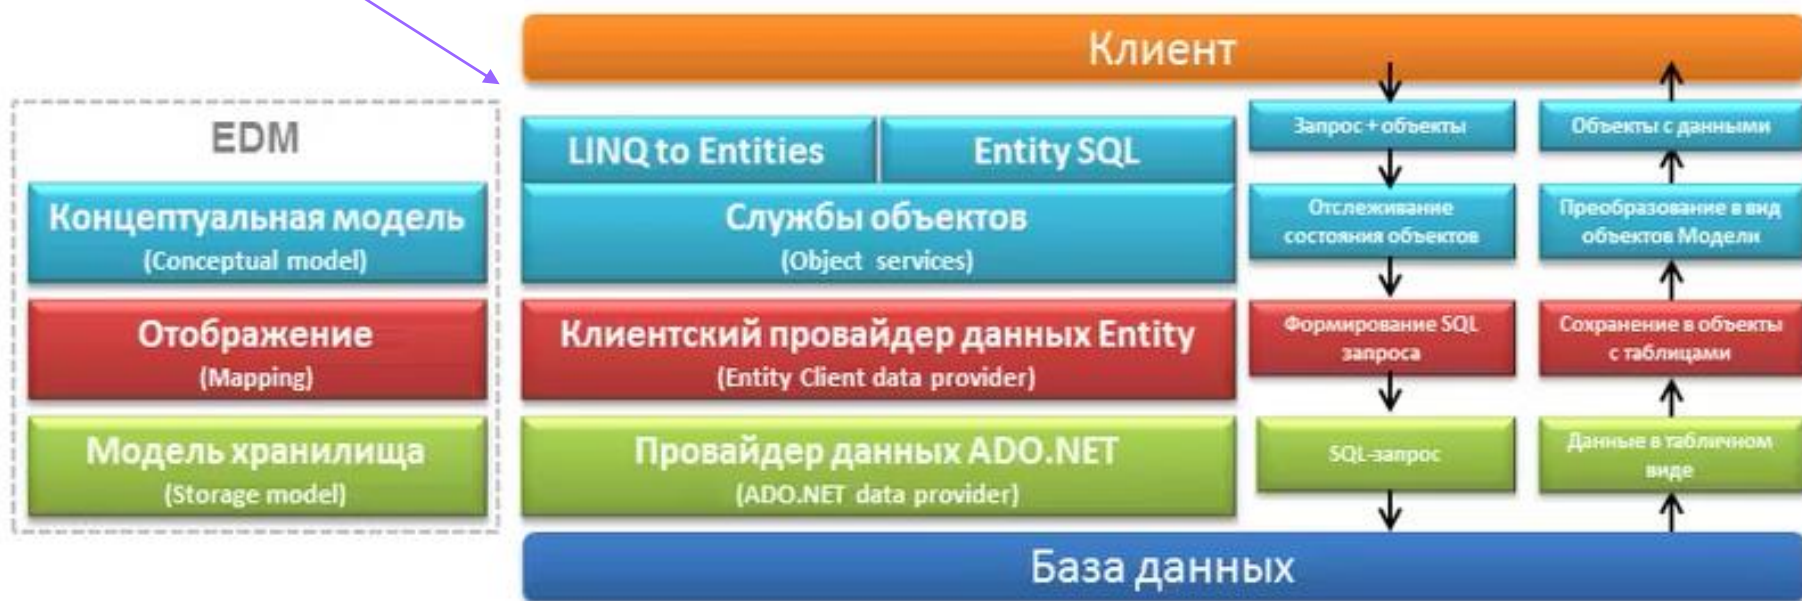 Клиент
EDM
Концептуальная модель
(Conceptual model)
Отображение
(Mapping)
Модель хранилища
(Storage model)
LINQ to Entities
Entity SQL
Службы объектов
(Object services)
Клиентский провайдер данных Entity
(Entity Client data provider)
Провайдер данных ADO.NET
(ADO.NET data provider)
Запрос + объекты
Отслеживание
состояния объектов
Формирование SQL
запроса
SQL-запрос
Объекты с данными
Преобразование в вид
объектов Модели
Сохранение в объекты
с таблицами
Данные в табличном
виде
База данных